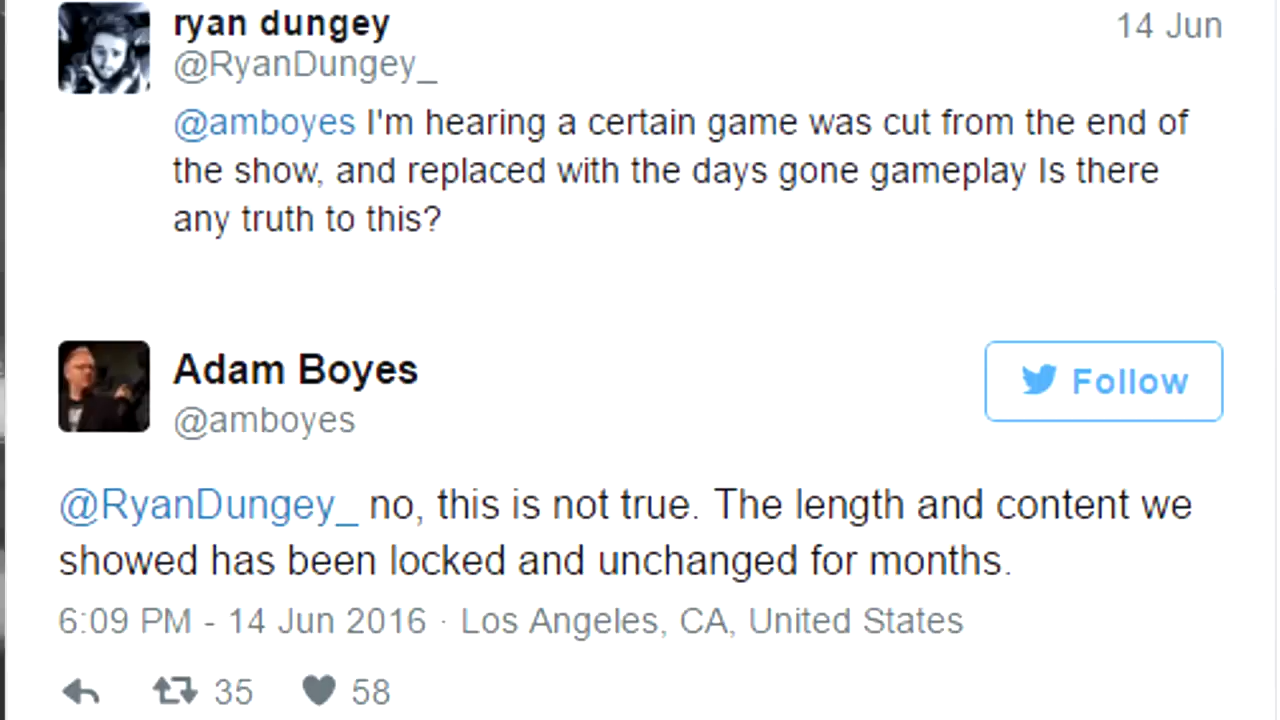 ryan dungey
14 Jun
@RyanDungey_
@amboyes I'm hearing a certain game was cut from the end of
the show, and replaced with the days gone gameplay Is there
any truth to this?
Adam Boyes
Follow
@amboyes
@RyanDungey_ no, this is not true. The length and content we
showed has been locked and unchanged for months.
6:09 PM - 14 Jun 2016 · Los Angeles, CA, United States
35 58